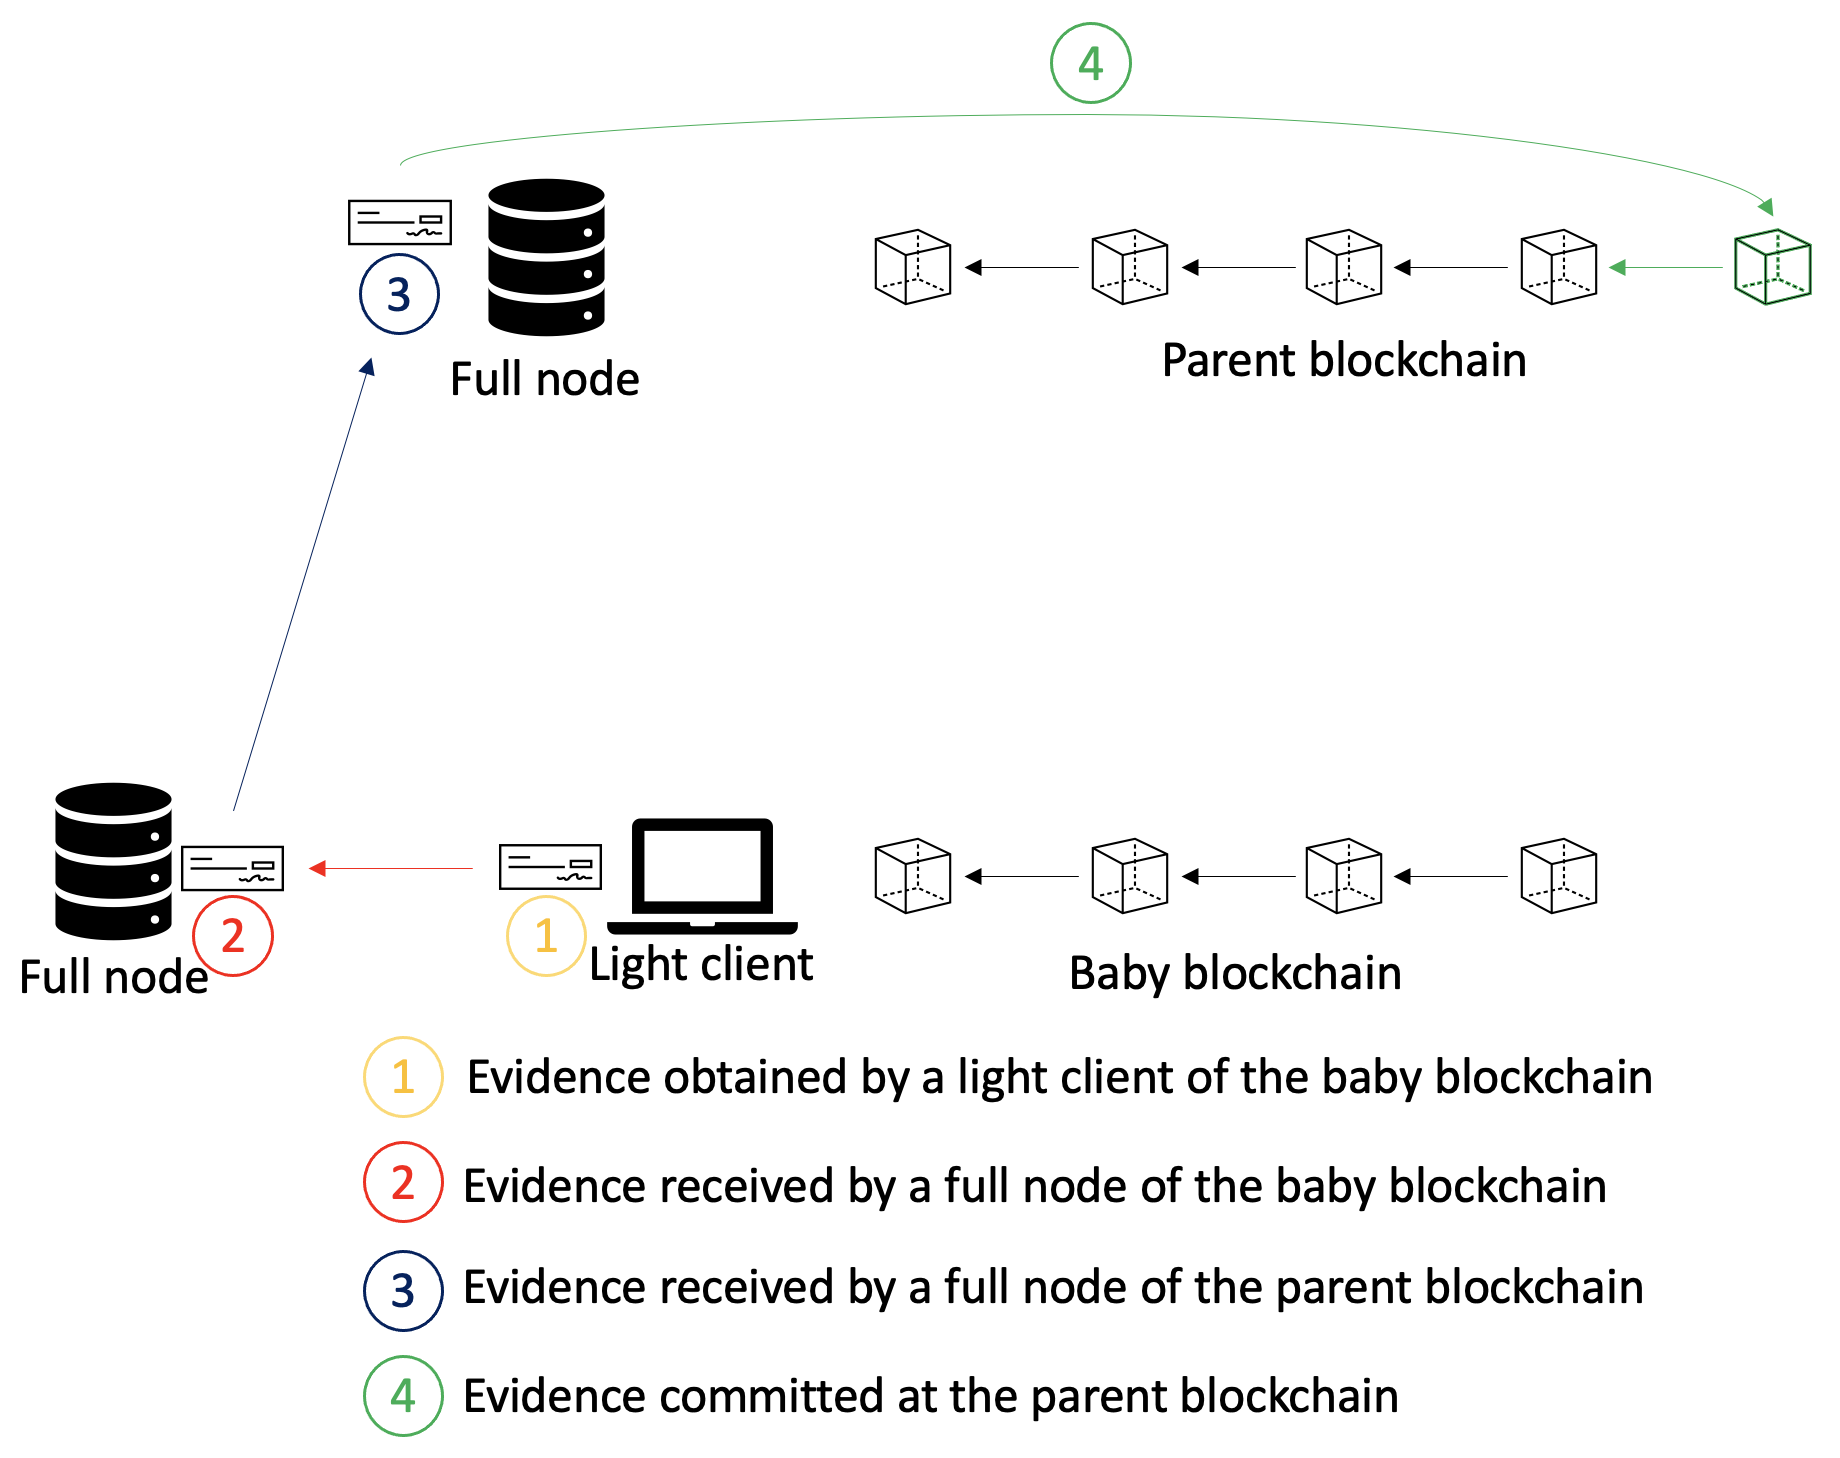 4
3
Full node
Parent blockchain
2
1
Full node
Light client
Baby blockchain
1 Evidence obtained by a light client of the baby blockchain
2 Evidence received by a full node of the baby blockchain
3 Evidence received by a full node of the parent blockchain
4 Evidence committed at the parent blockchain